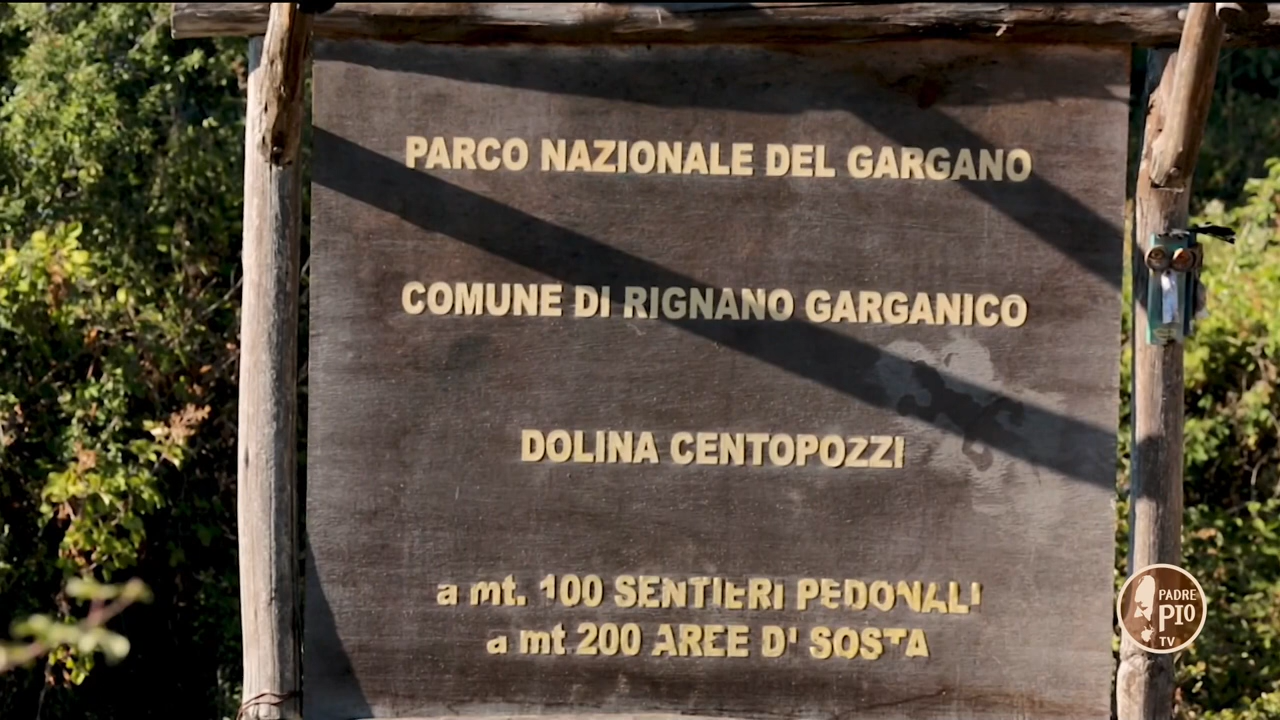 PARCO NAZIONALE DEL GARGANO
COMUNE DI RIGNANO GARGANICO
DOLINA CENTOPOZZI
a mt. 100 SENTIERI PEDONALI
a mt 200 AREE D' SOSTA
PADRE
PIO
TV